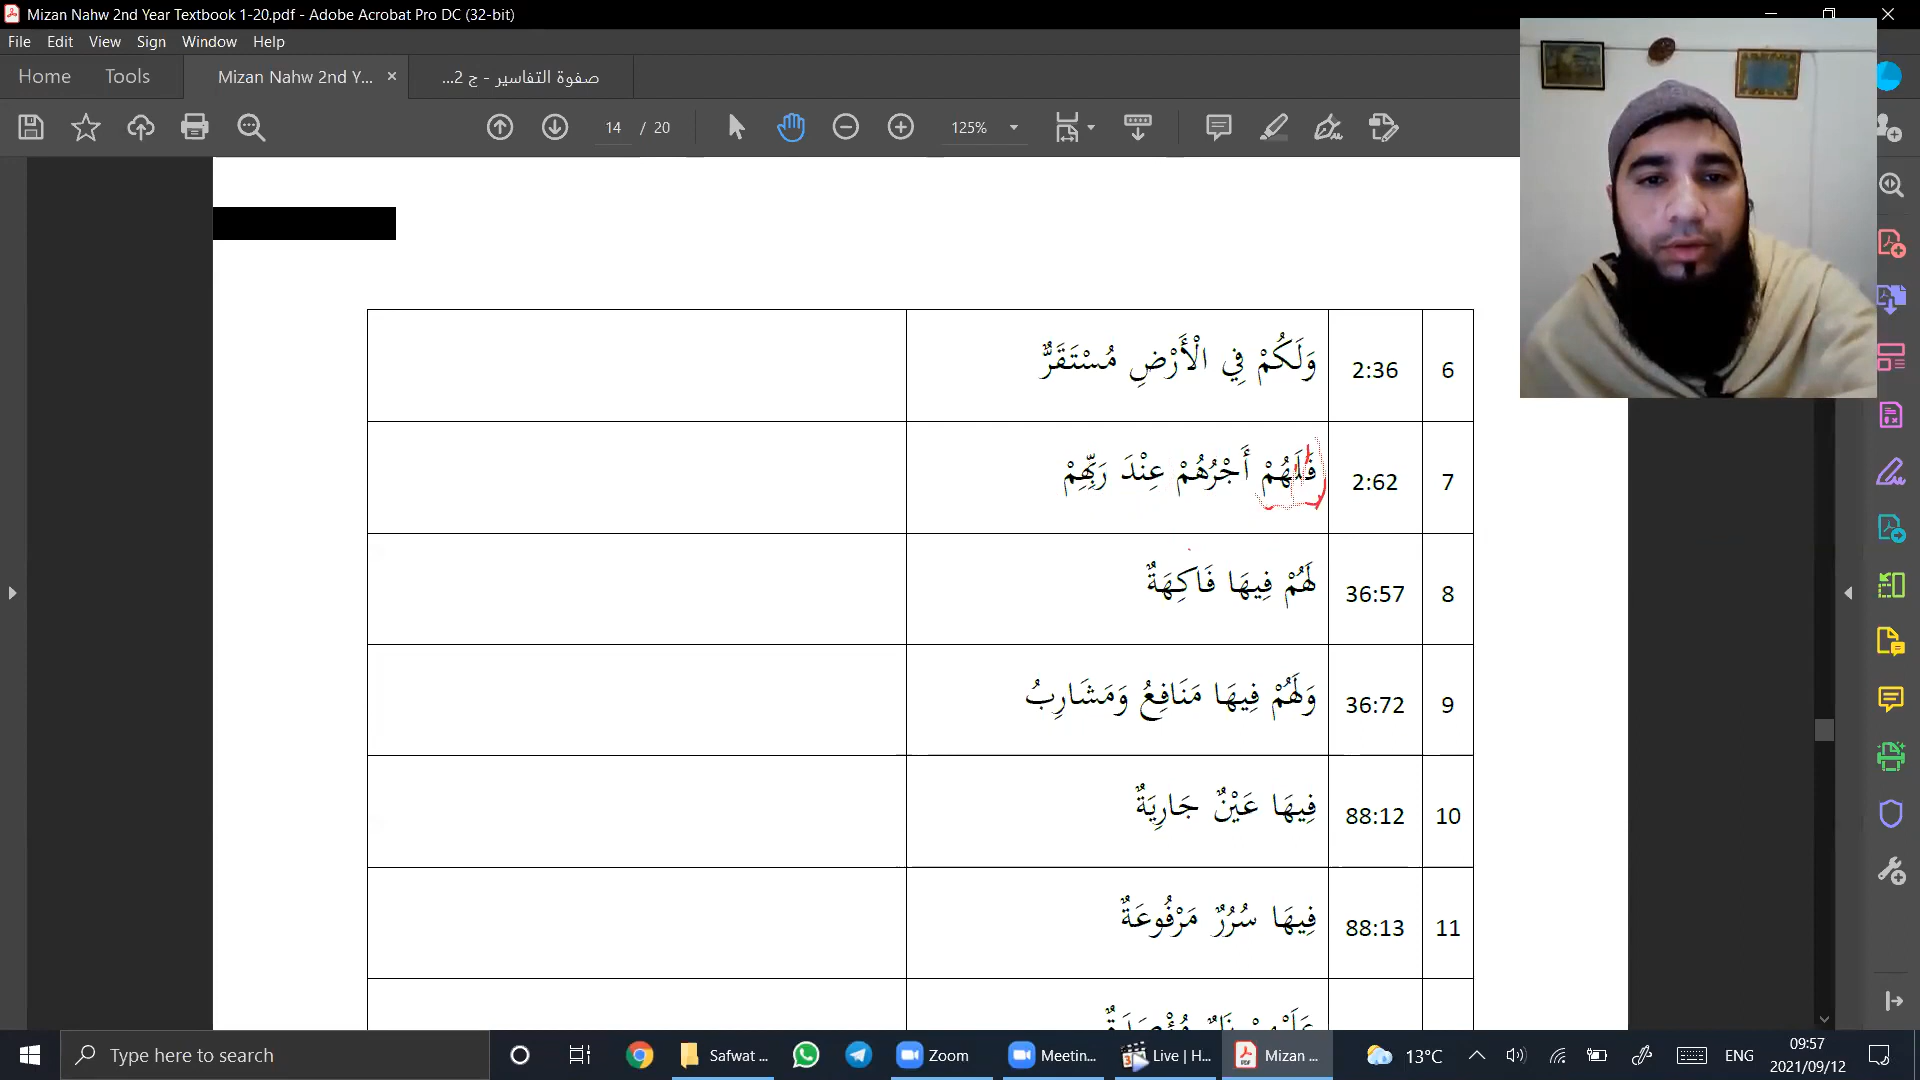 Mizan Nahw 2nd Year Textbook 1-20.pdf - Adobe Acrobat Pro DC (32-bit)
File Edit View Sign Window Help
Home Tools Mizan Nahw 2nd Y... × صفوة التفاسير - ج 2...
14 / 20 125%
وَلَكُمْ فِي الْأَرْضِ مُسْتَقَرٌّ 2:36 6
فَلَهُمْ أَجْرُهُمْ عِنْدَ رَبِّهِمْ 2:62 7
لَهُمْ فِيهَا فَاكِهَةٌ 36:57 8
وَلَهُمْ فِيهَا مَنَافِعُ وَمَشَارِبُ 36:72 9
فِيهَا عَيْنٌ جَارِيَةٌ 88:12 10
فِيهَا سُرُرٌ مَرْفُوعَةٌ 88:13 11
عَلَيْهِمْ نَارٌ مُؤْصَدَةٌ
Type here to search Safwat ... Zoom Meetin... Live | H... Mizan ... 13°C ENG 09:57
2021/09/12